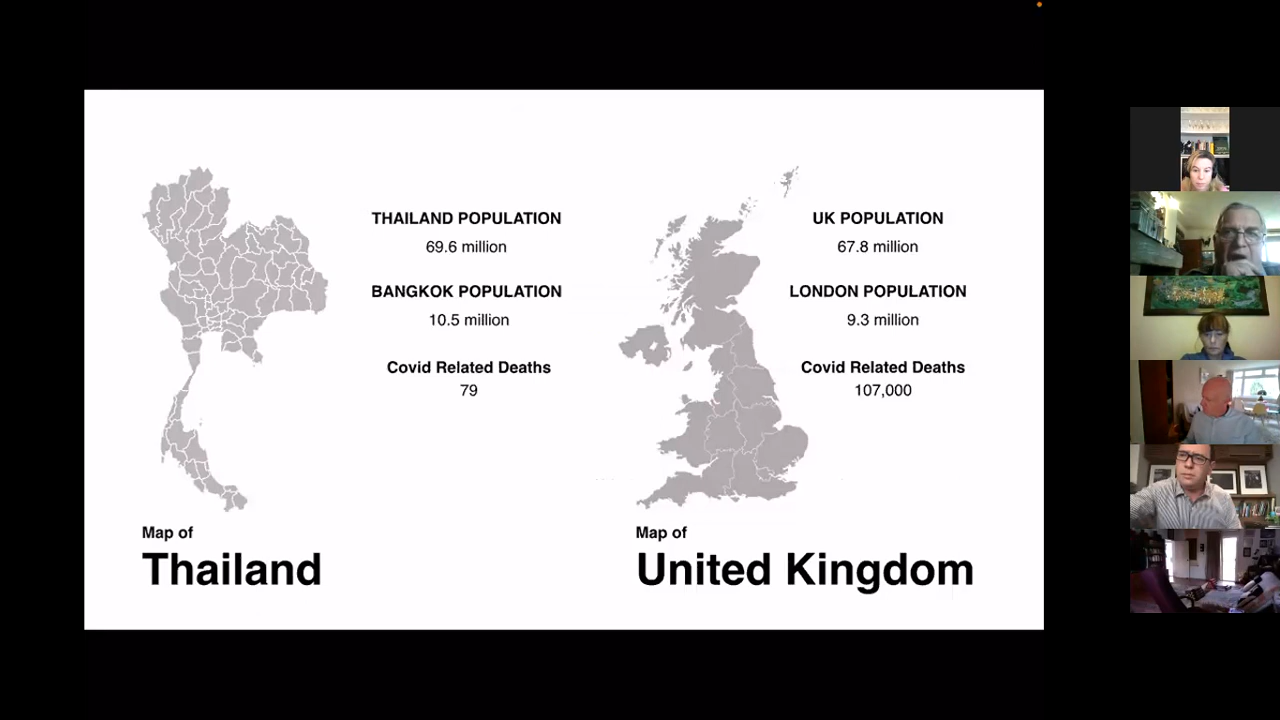 THAILAND POPULATION
69.6 million
BANGKOK POPULATION
10.5 million
Covid Related Deaths
79
Map of
Thailand
UK POPULATION
67.8 million
LONDON POPULATION
9.3 million
Covid Related Deaths
107,000
Map of
United Kingdom